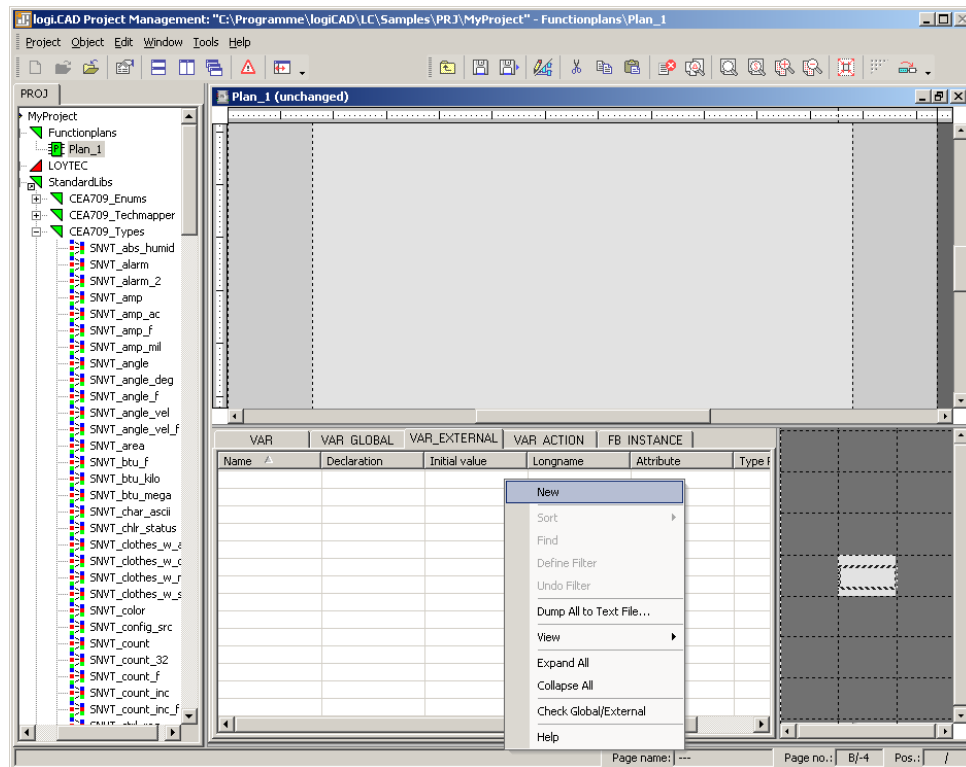 logi.CAD Project Management: "C:\Programme\logiCAD\LC\Samples\PRJ\MyProject" - Functionplans\Plan_1
Project Object Edit Window Tools Help
PROJ
Plan_1 (unchanged)
MyProject
Functionplans
Plan_1
LOYTEC
StandardLibs
CEA709_Enums
CEA709_Techmapper
CEA709_Types
SNVT_abs_humid
SNVT_alarm
SNVT_alarm_2
SNVT_amp
SNVT_amp_ac
SNVT_amp_f
SNVT_amp_mil
SNVT_angle
SNVT_angle_deg
SNVT_angle_f
SNVT_angle_vel
SNVT_angle_vel_f
SNVT_area
SNVT_btu_f
SNVT_btu_kilo
SNVT_btu_mega
SNVT_char_ascii
SNVT_chlr_status
SNVT_clothes_w_
SNVT_clothes_w_
SNVT_clothes_w_
SNVT_clothes_w_
SNVT_color
SNVT_config_src
SNVT_count
SNVT_count_32
SNVT_count_f
SNVT_count_inc
SNVT_count_inc_f
VAR VAR GLOBAL VAR_EXTERNAL VAR ACTION FB INSTANCE
Name Declaration Initial value Longname Attribute Type
New
Sort
Find
Define Filter
Undo Filter
Dump All to Text File...
View
Expand All
Collapse All
Check Global/External
Help
Page name: --- Page no.: B/-4 Pos.: /